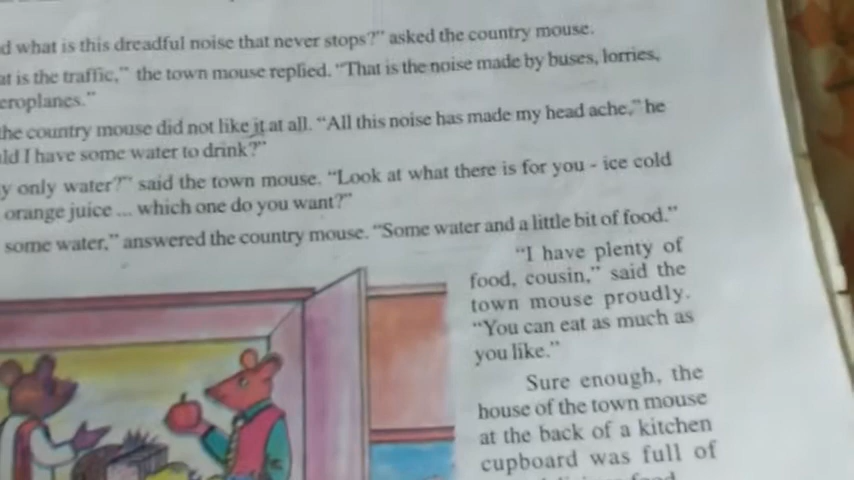 what is this dreadful noise that never stops?" asked the country mouse.
is the traffic," the town mouse replied. "That is the noise made by buses, lorries,
the country mouse did not like it at all. "All this noise has made my head ache," he
I have some water to drink?"
only water?" said the town mouse. "Look at what there is for you - ice cold
orange juice ... which one do you want?"
some water," answered the country mouse. "Some water and a little bit of food."
"I have plenty of
food, cousin," said the
town mouse proudly.
"You can eat as much as
you like."
Sure enough, the
house of the town mouse
at the back of a kitchen
cupboard was full of
food